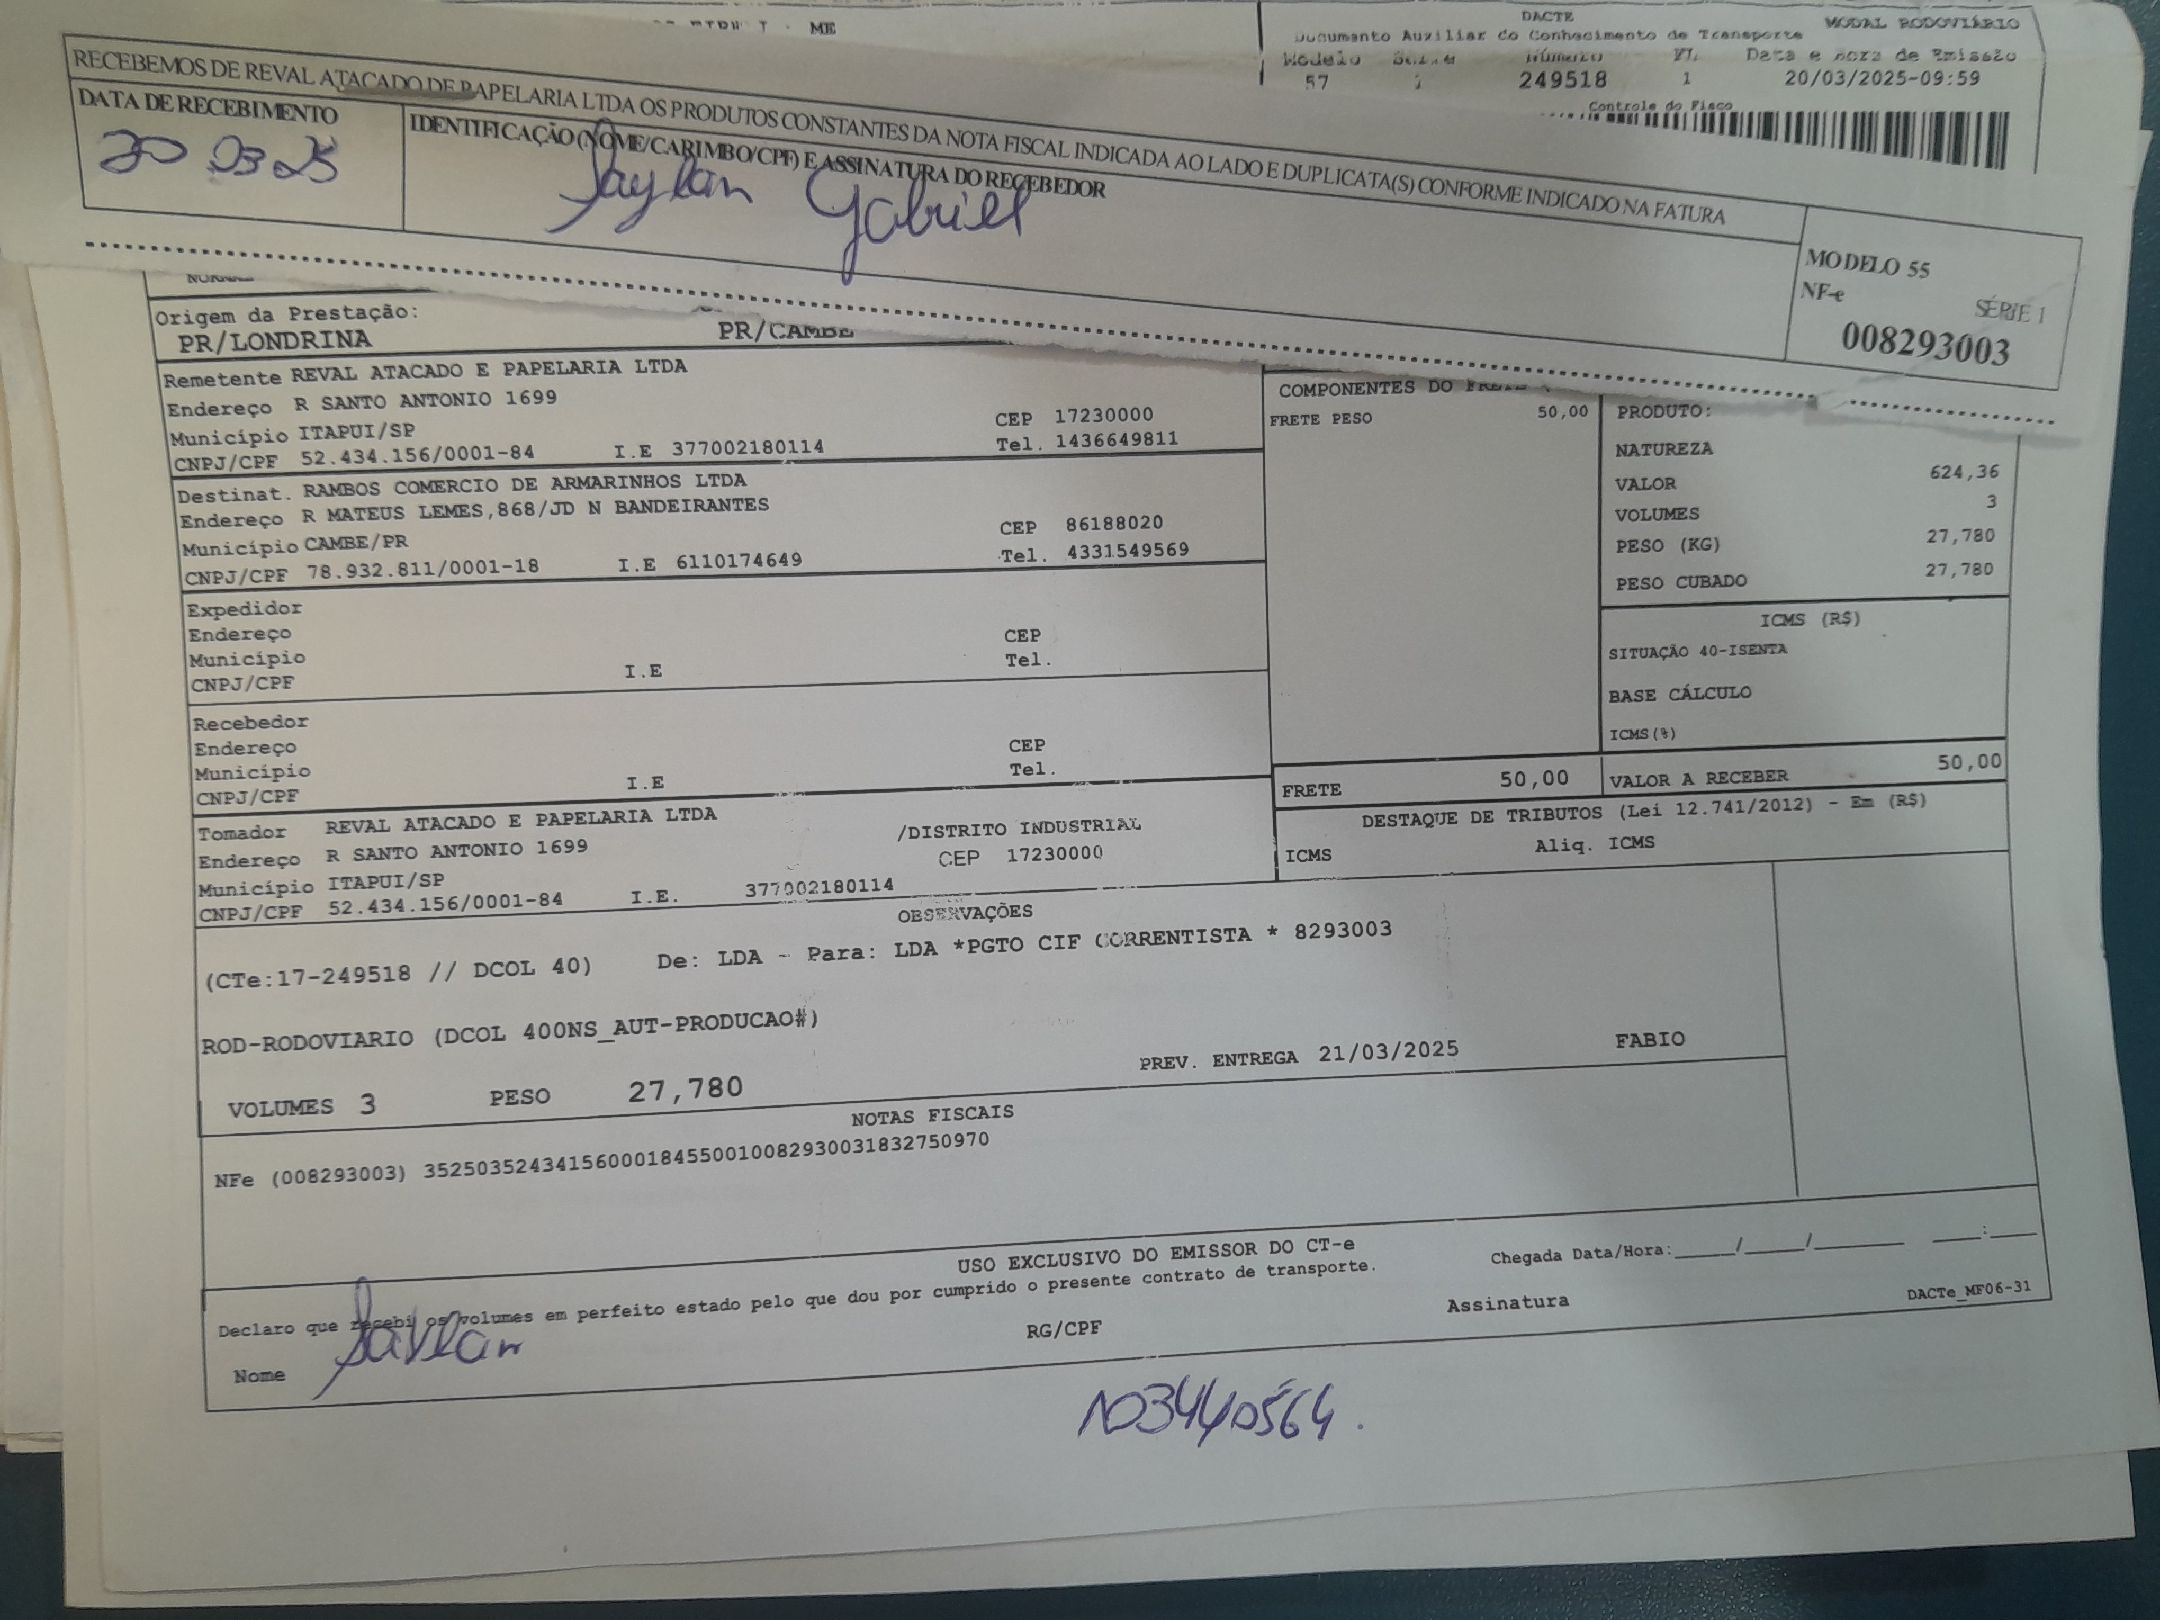 ME
DACTE
MODAL RODOVIÁRIO
Documento Auxiliar do Conhecimento de Transporte
Modelo Número FL Data e hora de Emissão
57 249518 1 20/03/2025-09:59
Controle do Fisco
RECEBEMOS DE REVAL ATACADO DE PAPELARIA LTDA OS PRODUTOS CONSTANTES DA NOTA FISCAL INDICADA AO LADO E DUPLICATA(S) CONFORME INDICADO NA FATURA
DATA DE RECEBIMENTO
20 03 25
IDENTIFICAÇÃO (NOME/CARIMBO/CPF) E ASSINATURA DO RECEBEDOR
Gabriel
MODELO 55
NF-e
SÉRIE 1
008293003
Origem da Prestação:
PR/LONDRINA PR/CAMBE
Remetente REVAL ATACADO E PAPELARIA LTDA
Endereço R SANTO ANTONIO 1699
Município ITAPUI/SP CEP 17230000
CNPJ/CPF 52.434.156/0001-84 I.E 377002180114 Tel. 1436649811
Destinat. RAMBOS COMERCIO DE ARMARINHOS LTDA
Endereço R MATEUS LEMES,868/JD N BANDEIRANTES
Município CAMBE/PR CEP 86188020
CNPJ/CPF 78.932.811/0001-18 I.E 6110174649 Tel. 4331549569
Expedidor
Endereço
Município CEP
CNPJ/CPF I.E Tel.
Recebedor
Endereço
Município CEP
CNPJ/CPF I.E Tel.
Tomador REVAL ATACADO E PAPELARIA LTDA
Endereço R SANTO ANTONIO 1699 /DISTRITO INDUSTRIAL
Município ITAPUI/SP CEP 17230000
CNPJ/CPF 52.434.156/0001-84 I.E. 377002180114
COMPONENTES DO
FRETE PESO 50,00
PRODUTO:
NATUREZA
VALOR 624,36
VOLUMES 3
PESO (KG) 27,780
PESO CUBADO 27,780
ICMS (R$)
SITUAÇÃO 40-ISENTA
BASE CÁLCULO
ICMS(%)
FRETE 50,00 VALOR A RECEBER 50,00
DESTAQUE DE TRIBUTOS (Lei 12.741/2012) - Em (R$)
ICMS Aliq. ICMS
OBSERVAÇÕES
(CTe:17-249518 // DCOL 40) De: LDA - Para: LDA *PGTO CIF CORRENTISTA * 8293003
ROD-RODOVIARIO (DCOL 400NS_AUT-PRODUCAO#)
VOLUMES 3 PESO 27,780 PREV. ENTREGA 21/03/2025 FABIO
NOTAS FISCAIS
NFe (008293003) 35250352434156000184550010082930031832750970
USO EXCLUSIVO DO EMISSOR DO CT-e
Declaro que recebi os volumes em perfeito estado pelo que dou por cumprido o presente contrato de transporte.
Chegada Data/Hora:_____/_____/_______ ____:____
Nome RG/CPF Assinatura DACTe_MF06-31
103440564.